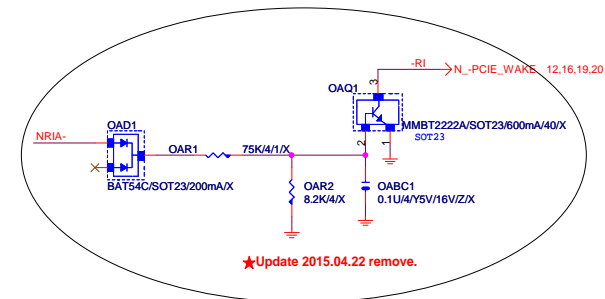 -RI
N_-PCIE_WAKE 12,16,19,20
3
OAQ1
MMBT2222A/SOT23/600mA/40/X
SOT23
2
1
OAD1
NRIA-
OAR1
75K/4/1/X
BAT54C/SOT23/200mA/X
OAR2
8.2K/4/X
OABC1
0.1U/4/Y5V/16V/Z/X
★Update 2015.04.22 remove.